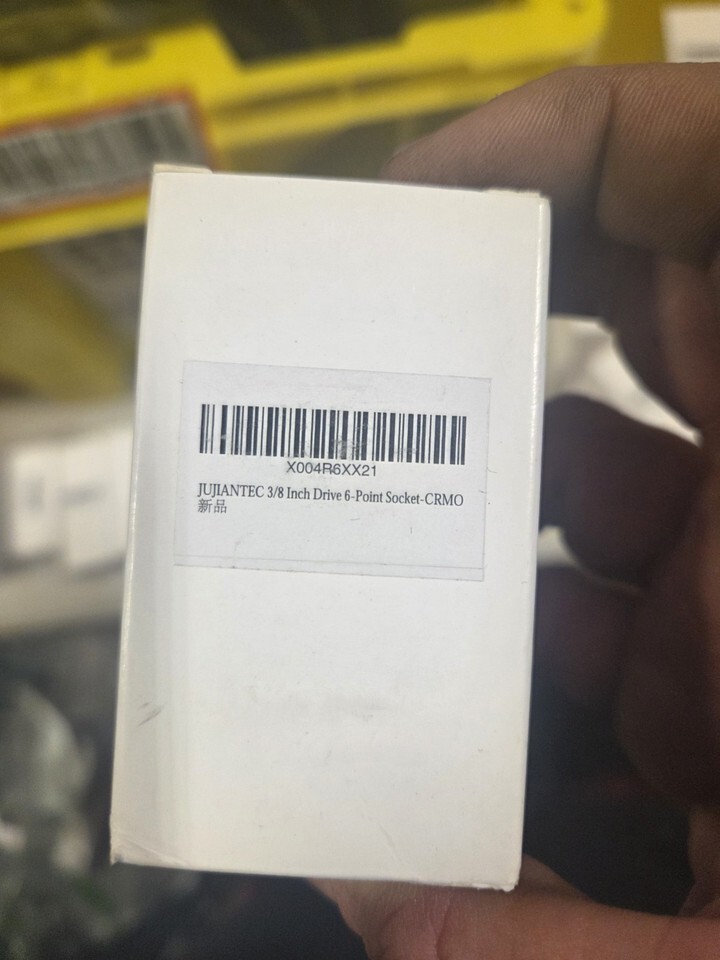 X004R6XX21
JUJIANTEC 3/8 Inch Drive 6-Point Socket-CRMO
新品